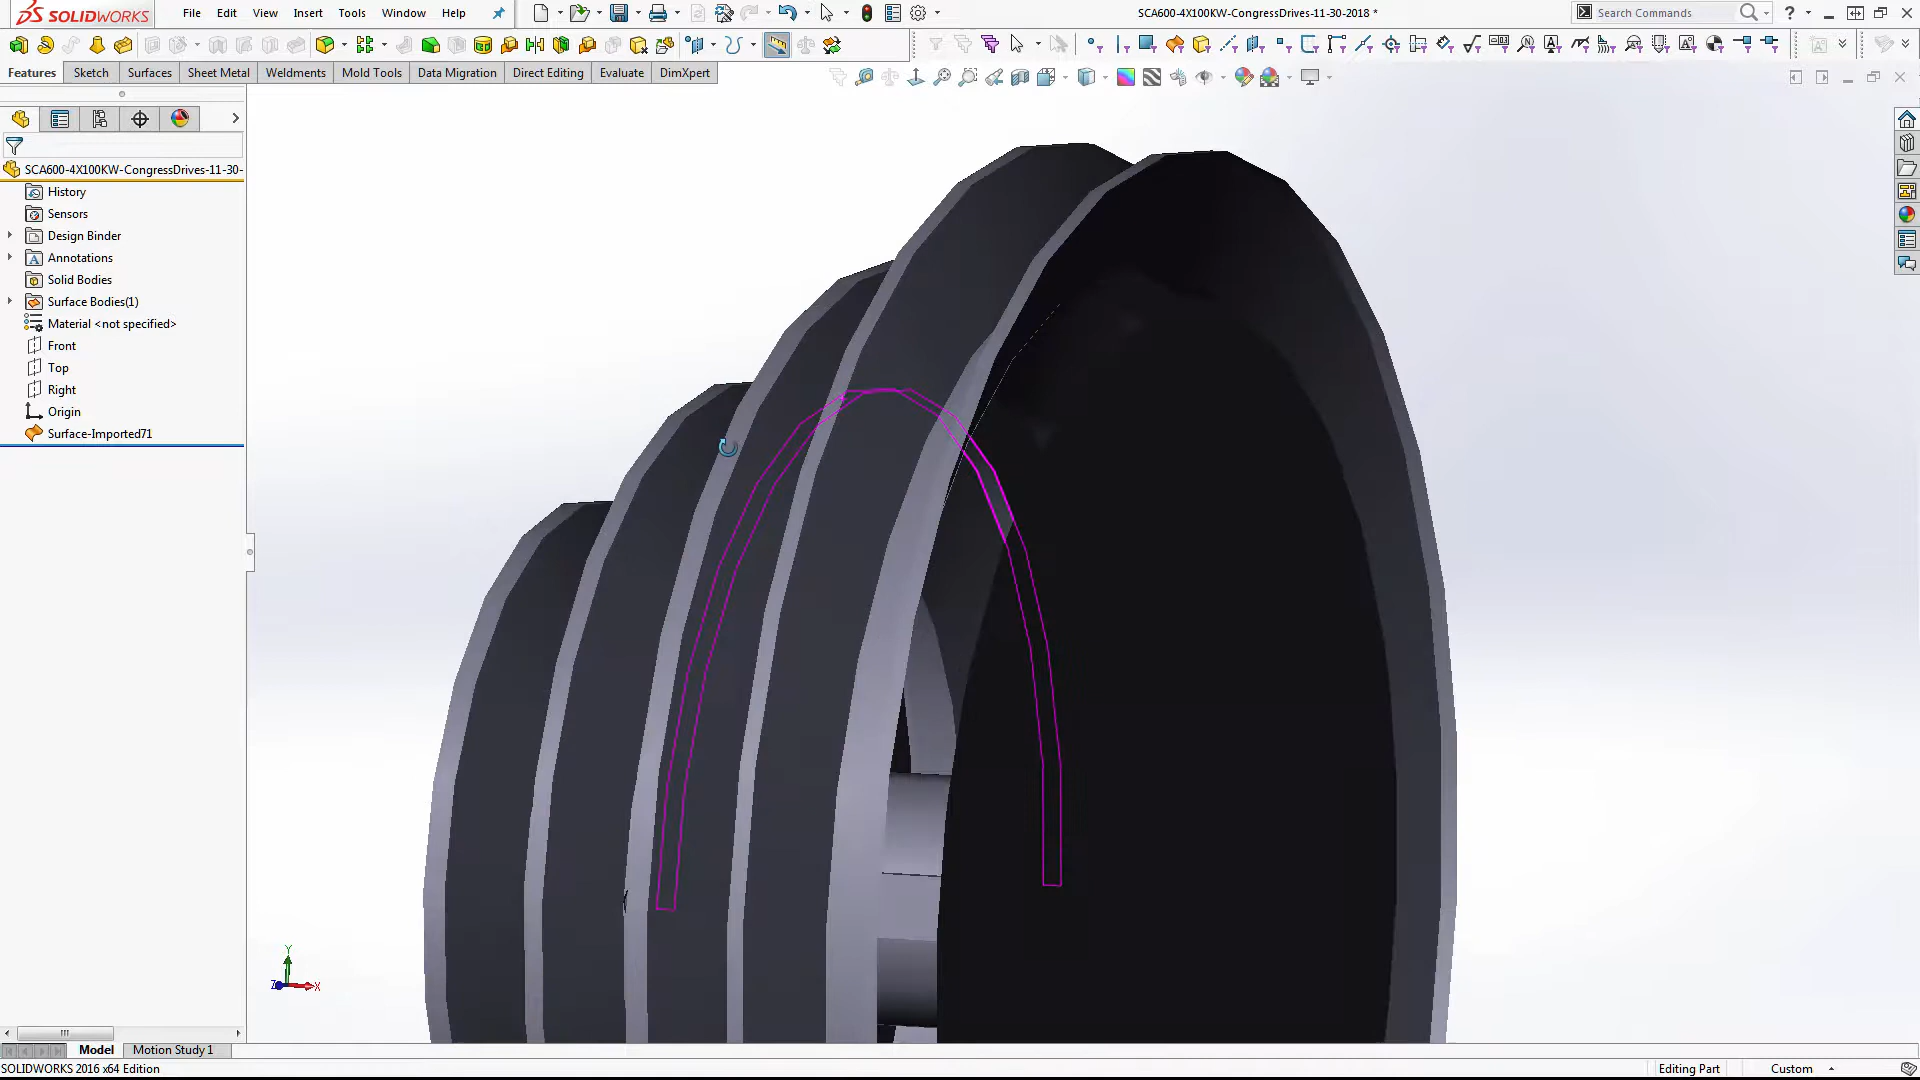 SOLIDWORKS File Edit View Insert Tools Window Help SCA600-4X100KW-CongressDrives-11-30-2018 * Search Commands
Features Sketch Surfaces Sheet Metal Weldments Mold Tools Data Migration Direct Editing Evaluate DimXpert
SCA600-4X100KW-CongressDrives-11-30-
History
Sensors
Design Binder
Annotations
Solid Bodies
Surface Bodies(1)
Material <not specified>
Front
Top
Right
Origin
Surface-Imported71
Y
Z X
Model Motion Study 1
SOLIDWORKS 2016 x64 Edition Editing Part Custom